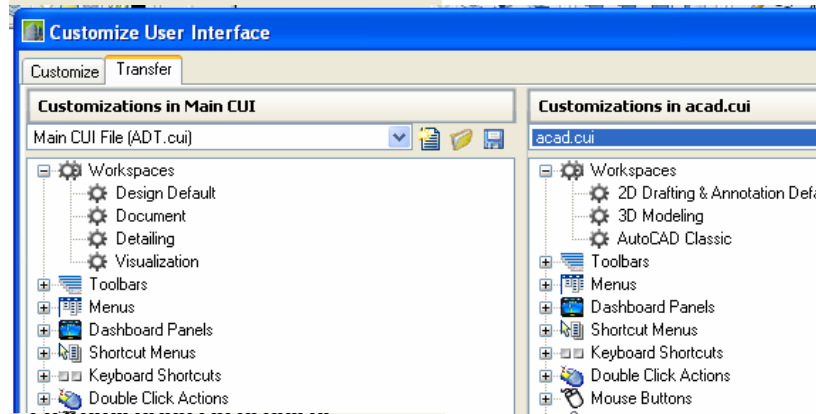 Customize User Interface
Customize Transfer
Customizations in Main CUI
Main CUI File (ADT.cui)
Workspaces
Design Default
Document
Detailing
Visualization
Toolbars
Menus
Dashboard Panels
Shortcut Menus
Keyboard Shortcuts
Double Click Actions
Customizations in acad.cui
acad.cui
Workspaces
2D Drafting & Annotation Defa
3D Modeling
AutoCAD Classic
Toolbars
Menus
Dashboard Panels
Shortcut Menus
Keyboard Shortcuts
Double Click Actions
Mouse Buttons